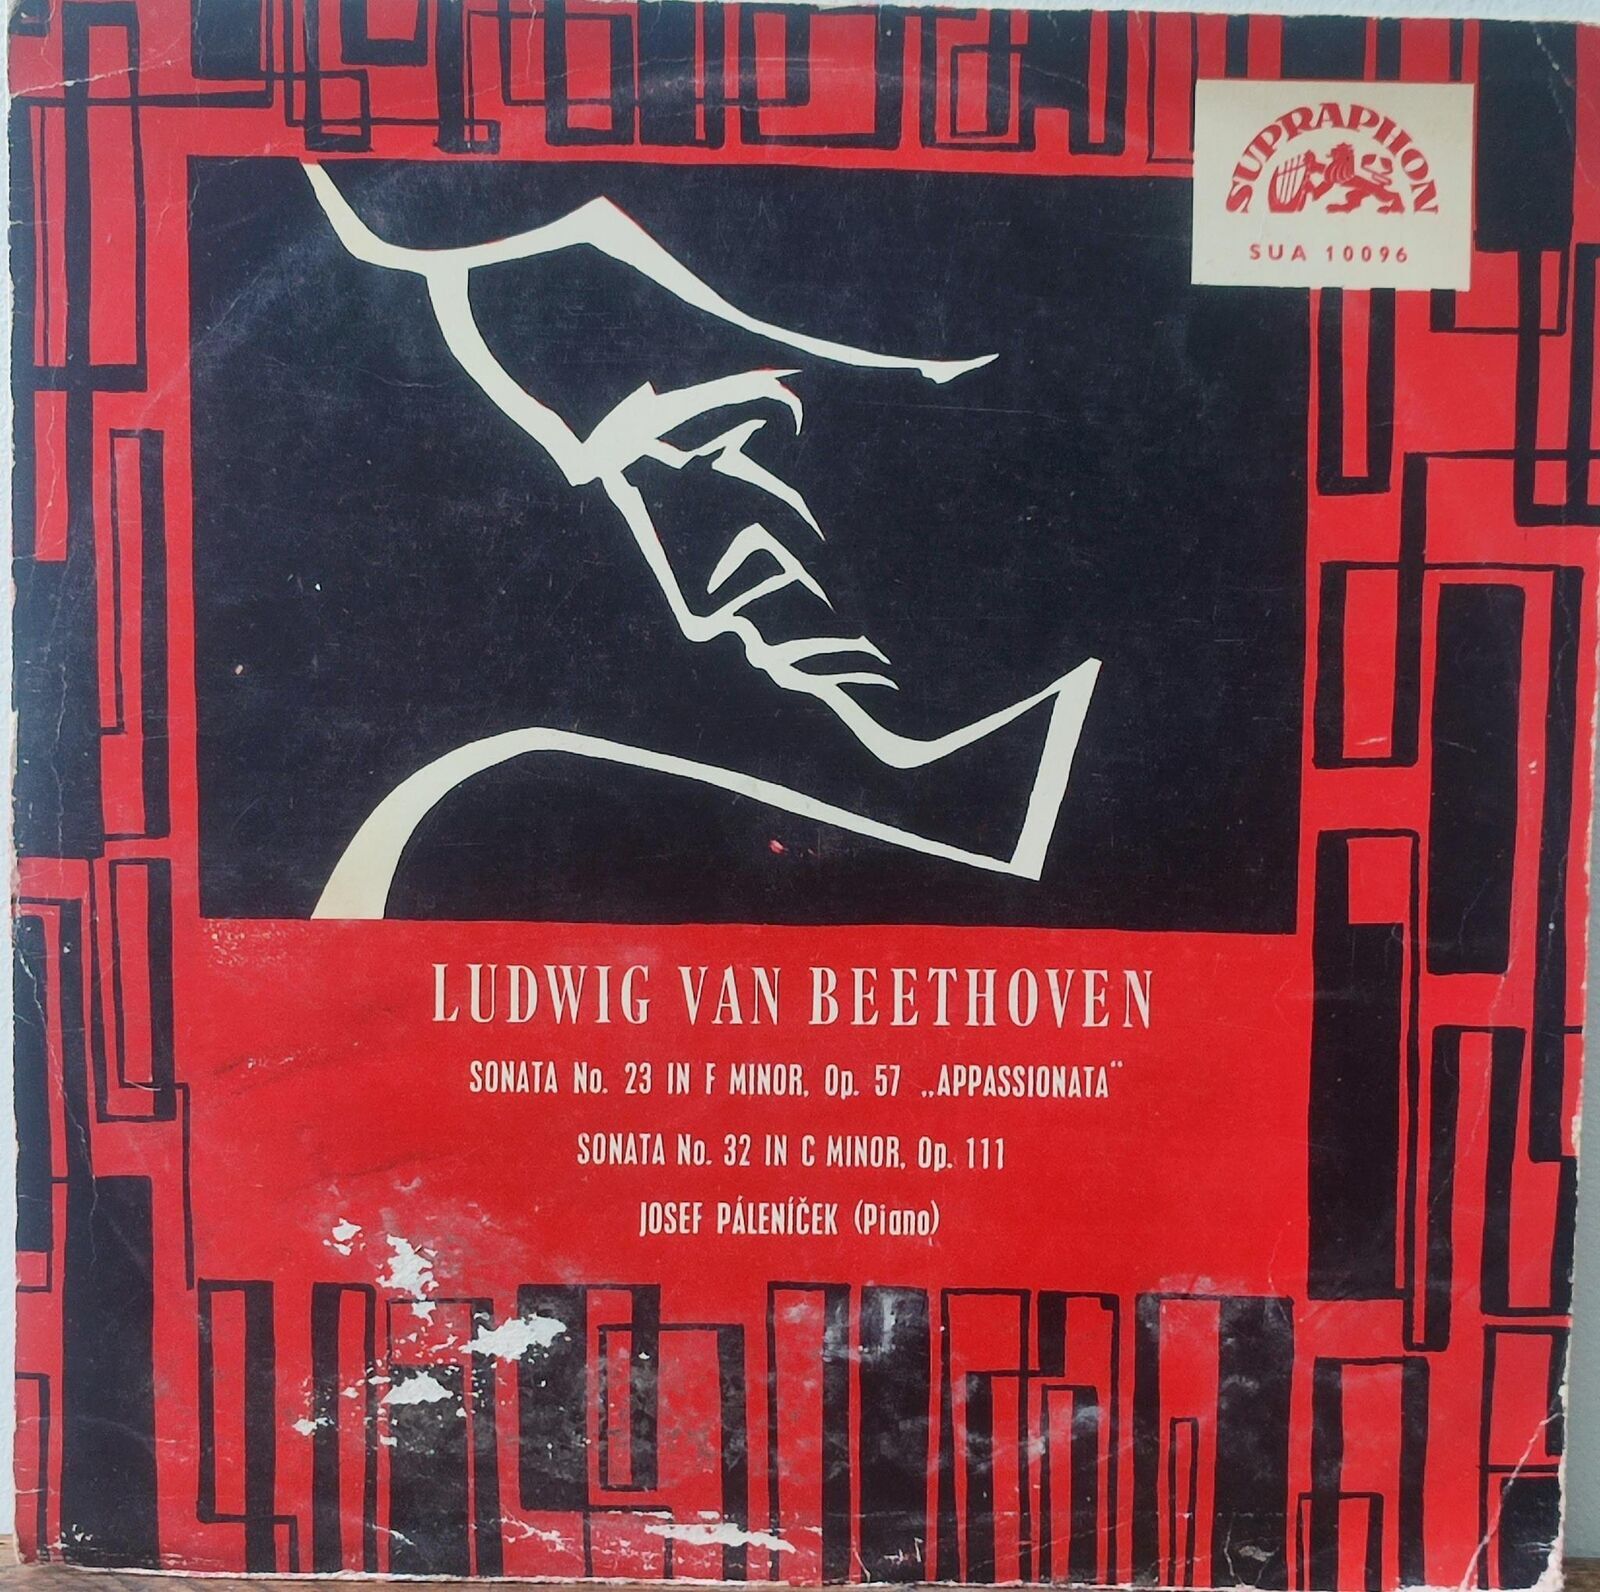 SUPRAPHON
SUA 10096
LUDWIG VAN BEETHOVEN
SONATA No. 23 IN F MINOR, Op. 57 „APPASSIONATA“
SONATA No. 32 IN C MINOR, Op. 111
JOSEF PÁLENÍČEK (Piano)